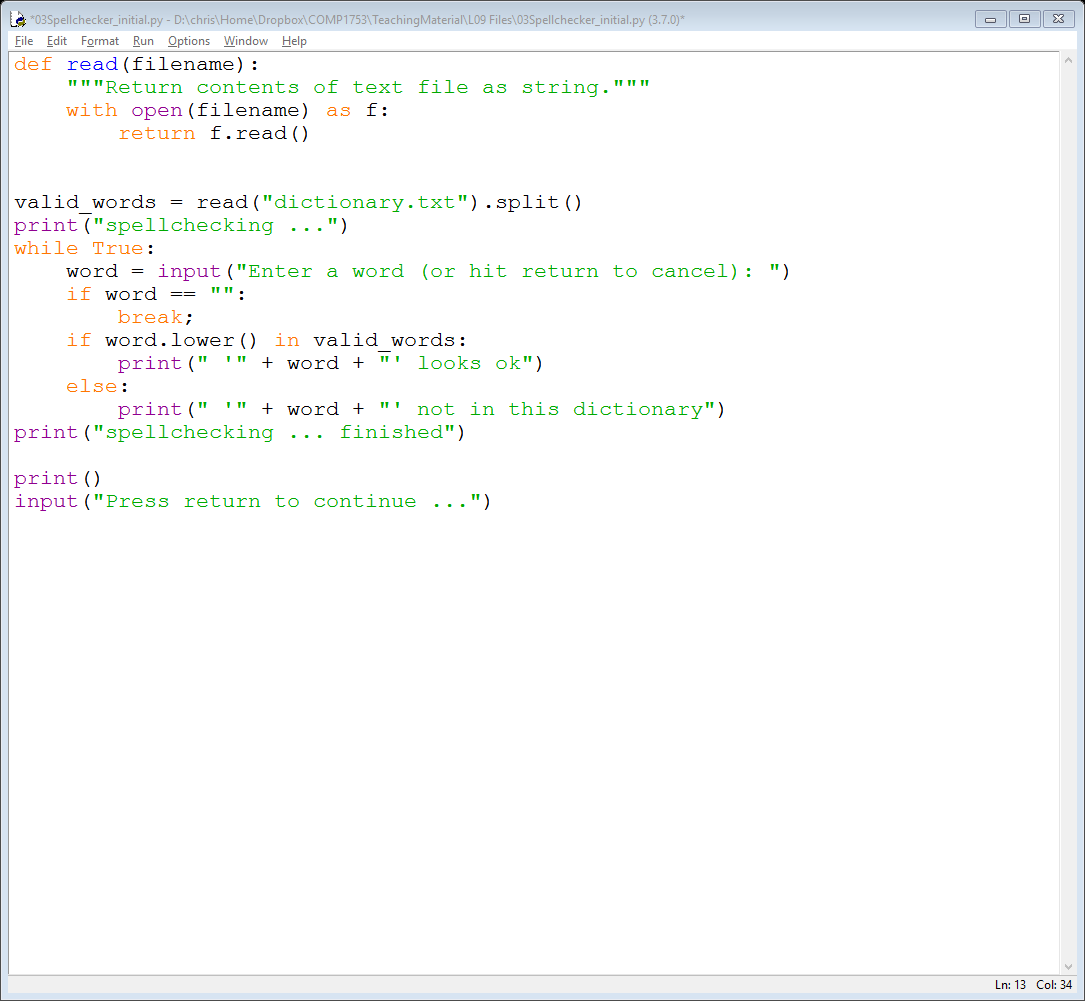 *03Spellchecker_initial.py - D:\chris\Home\Dropbox\COMP1753\TeachingMaterial\L09 Files\03Spellchecker_initial.py (3.7.0)*
File Edit Format Run Options Window Help
def read(filename):
    """Return contents of text file as string."""
    with open(filename) as f:
        return f.read()
valid_words = read("dictionary.txt").split()
print("spellchecking ...")
while True:
    word = input("Enter a word (or hit return to cancel): ")
    if word == "":
        break;
    if word.lower() in valid_words:
        print(" '" + word + "' looks ok")
    else:
        print(" '" + word + "' not in this dictionary")
print("spellchecking ... finished")
print()
input("Press return to continue ...")
Ln: 13 Col: 34